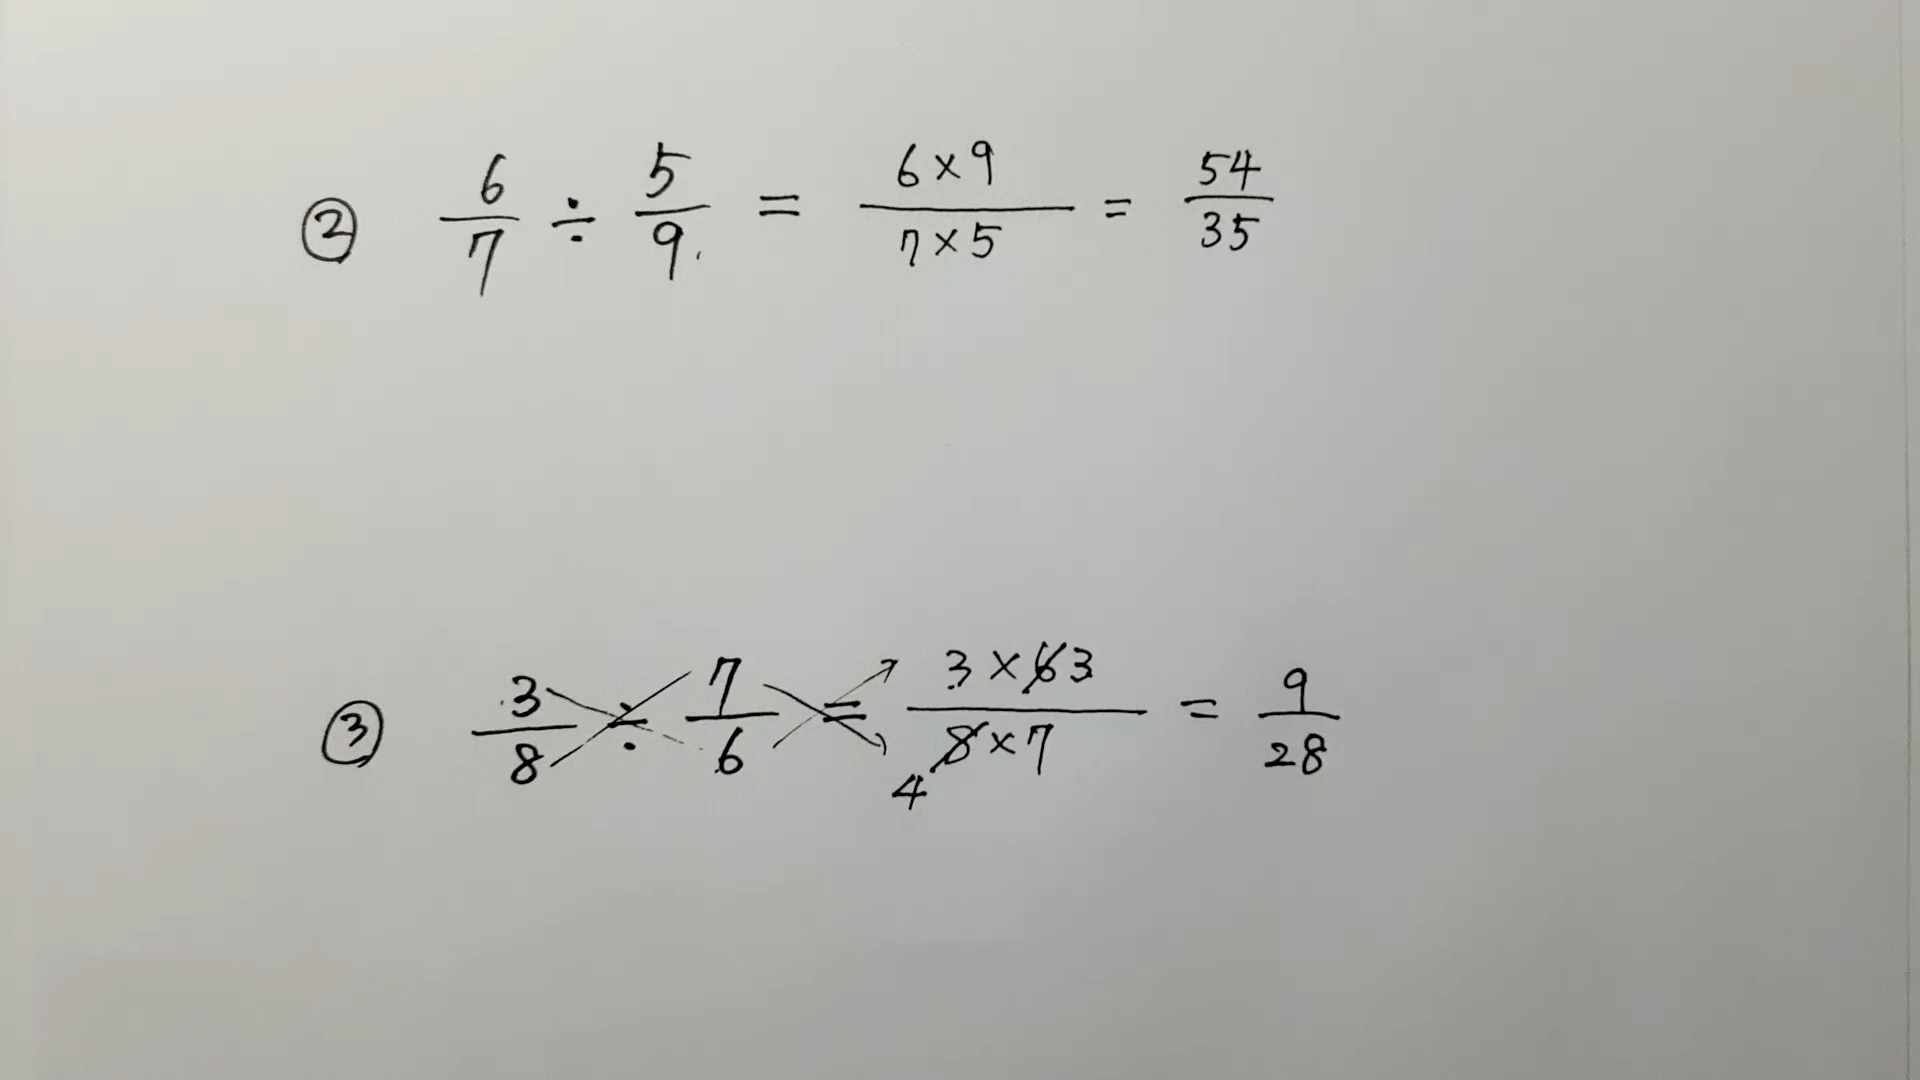 ② 6/7 ÷ 5/9 = 6×9/7×5 = 54/35
③ 3/8 ÷ 7/6 = 3×6 3/4 8×7 = 9/28